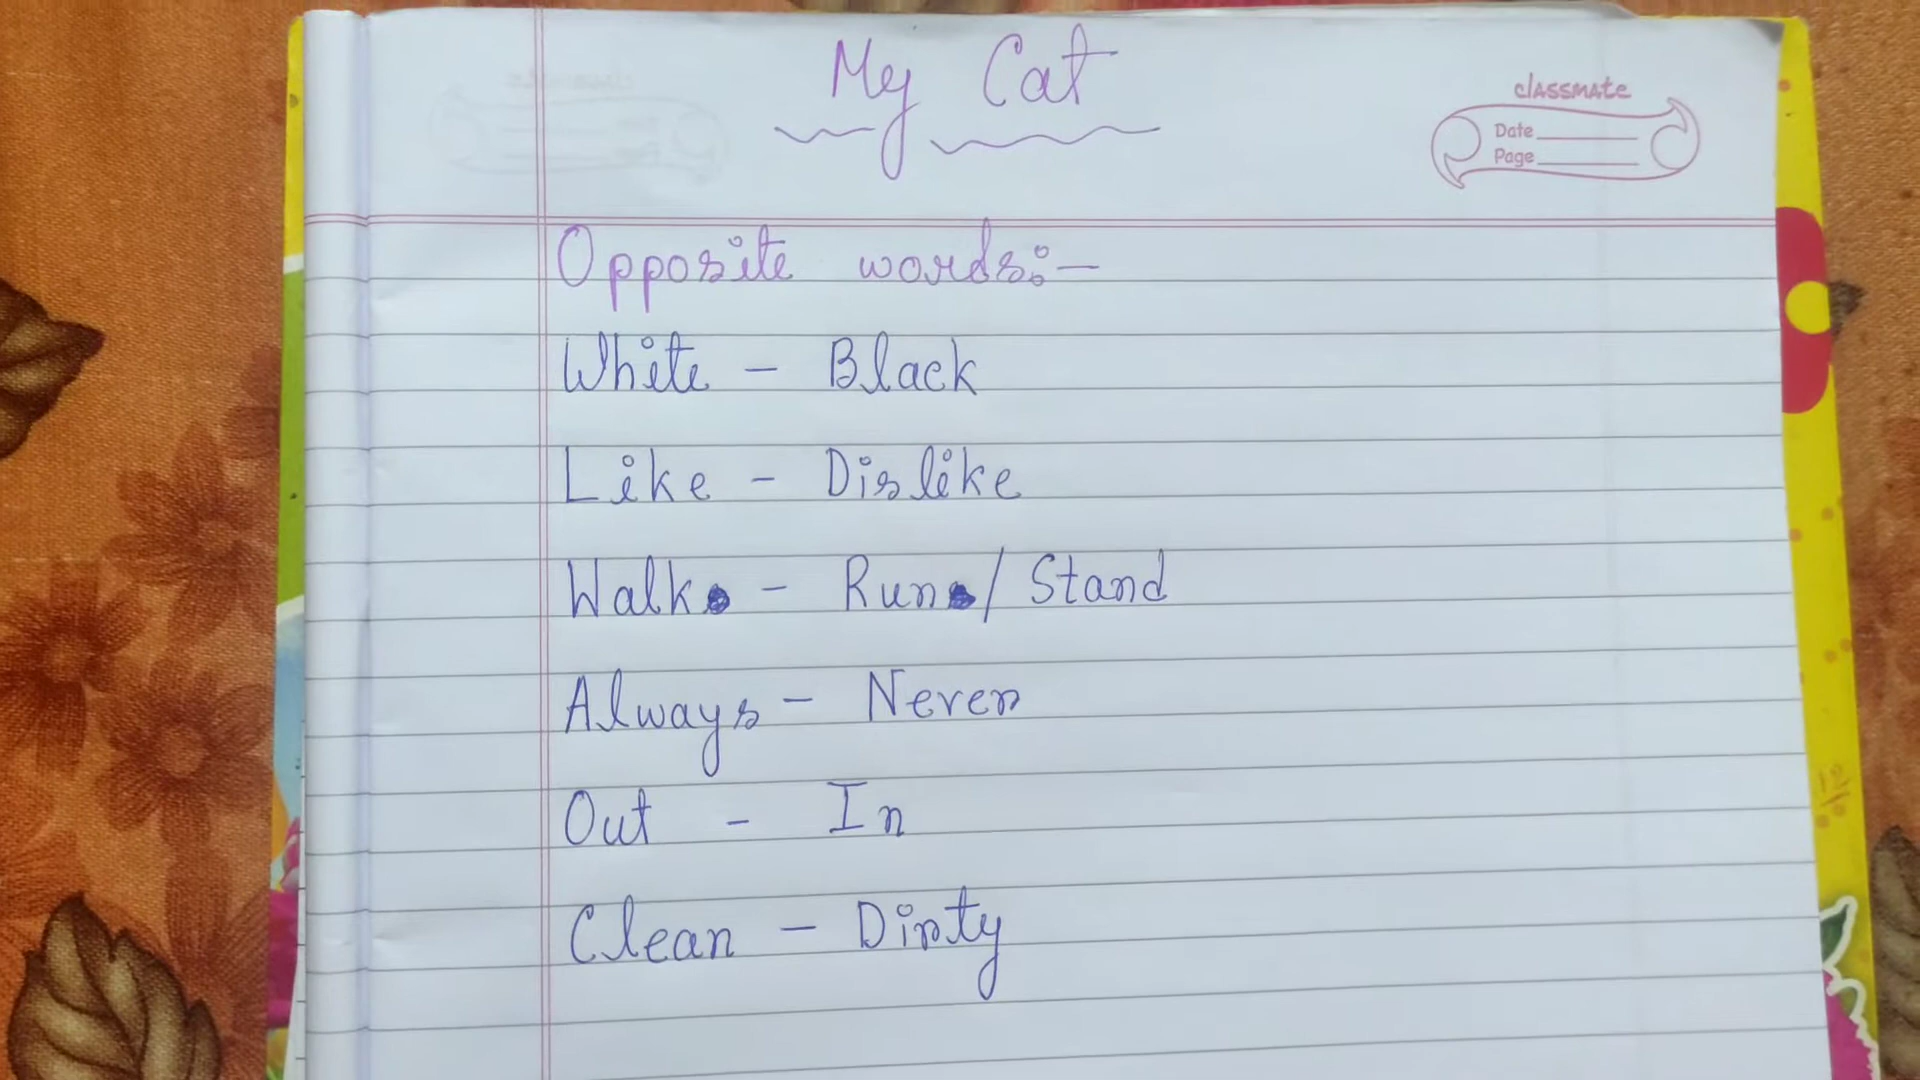 My Cat
classmate
Date
Page
Opposite words:-
White - Black
Like - Dislike
Walk - Run / Stand
Always - Never
Out - In
Clean - Dirty